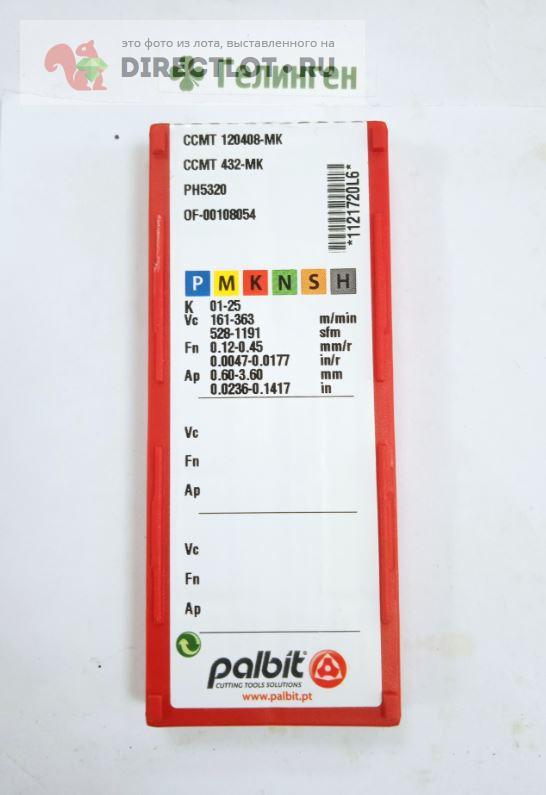 это фото из лота, выставленного на
DIRECTLOT.RU
Гелинген
CCMT 120408-MK
CCMT 432-MK
PH5320
OF-00108054
*1121720L6*
P M K N S H
K 01-25
Vc 161-363 m/min
528-1191 sfm
Fn 0.12-0.45 mm/r
0.0047-0.0177 in/r
Ap 0.60-3.60 mm
0.0236-0.1417 in
Vc
Fn
Ap
Vc
Fn
Ap
palbit®
CUTTING TOOLS SOLUTIONS
www.palbit.pt